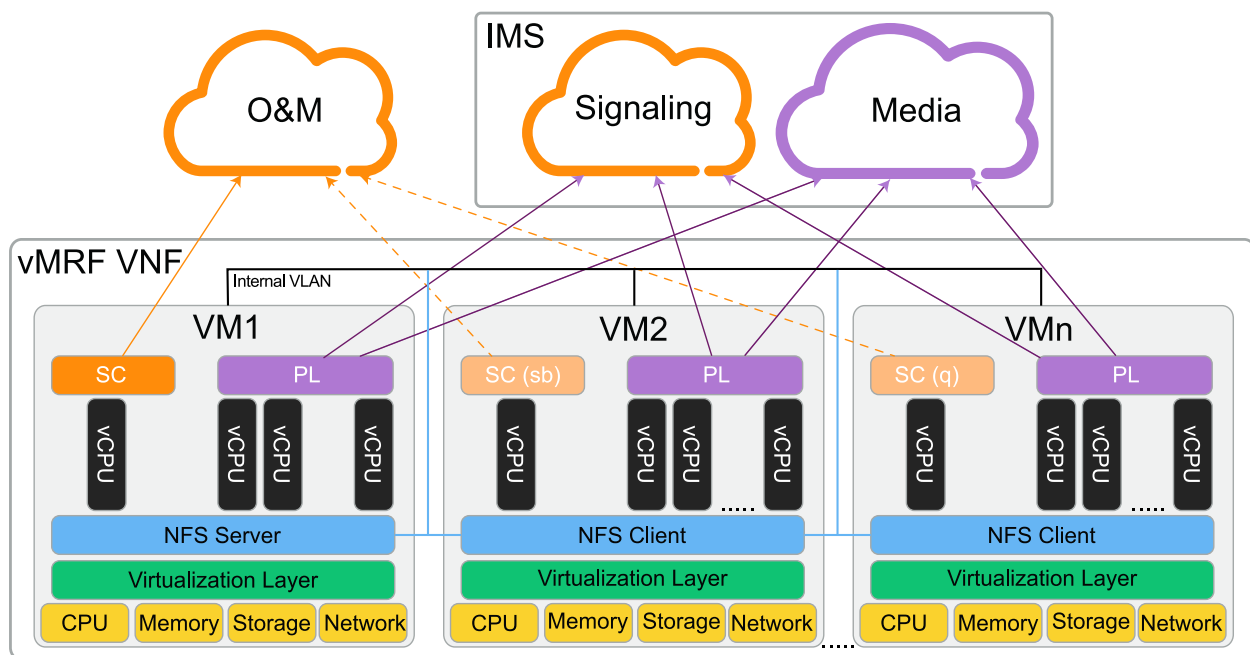 IMS
O&M
Signaling
Media
vMRF VNF
Internal VLAN
VM1
VM2
VMn
SC
PL
SC (sb)
PL
SC (q)
PL
vCPU
vCPU
vCPU
vCPU
vCPU
vCPU
vCPU
.....
vCPU
vCPU
vCPU
vCPU
.....
vCPU
NFS Server
NFS Client
NFS Client
Virtualization Layer
Virtualization Layer
Virtualization Layer
CPU
Memory
Storage
Network
CPU
Memory
Storage
Network
CPU
Memory
Storage
Network
.....